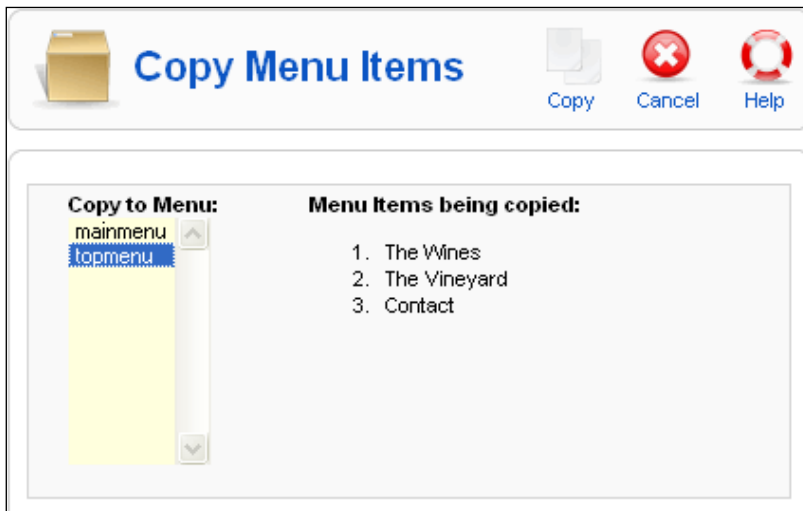 Copy Menu Items
Copy Cancel Help
Copy to Menu: Menu Items being copied:
mainmenu
topmenu
1. The Wines
2. The Vineyard
3. Contact